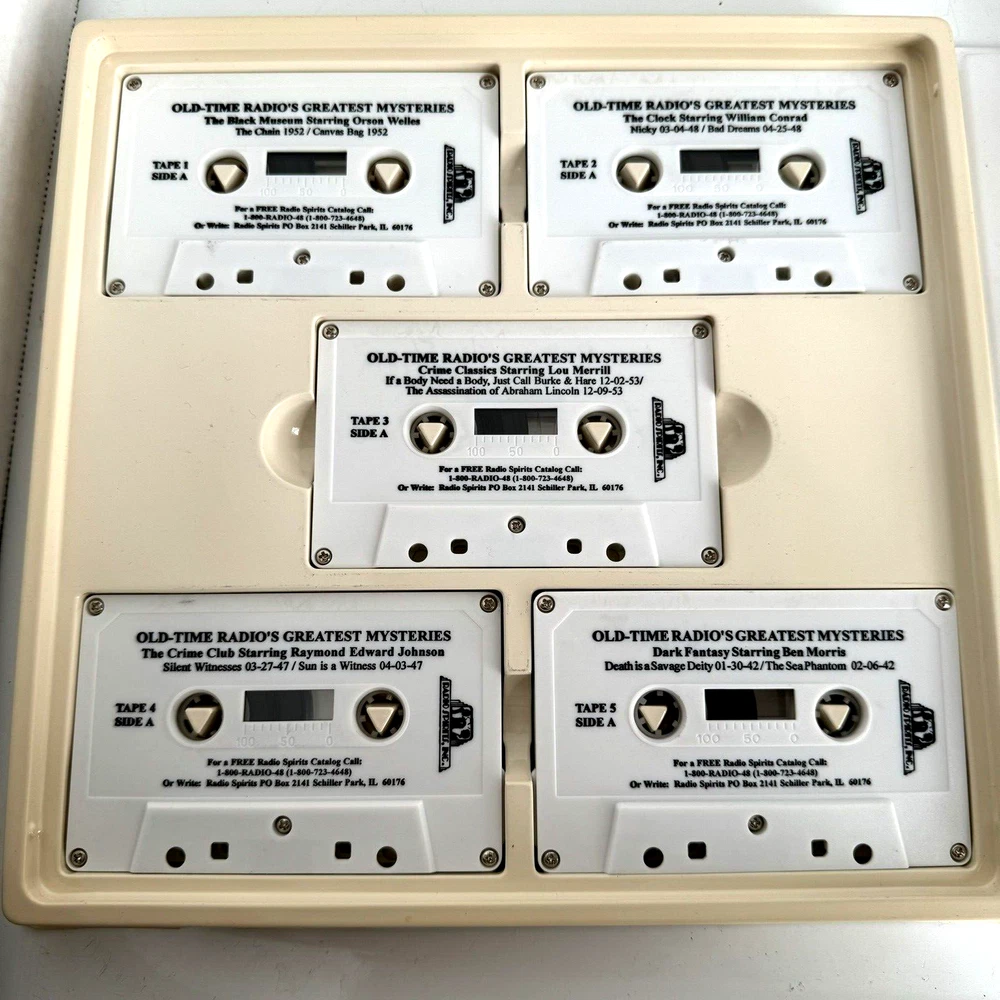 OLD-TIME RADIO'S GREATEST MYSTERIES
The Black Museum Starring Orson Welles
The Chain 1952 / Canvas Bag 1952
TAPE 1
SIDE A
100 50 0
For a FREE Radio Spirits Catalog Call:
1-800-RADIO-48 (1-800-723-4648)
Or Write: Radio Spirits PO Box 2141 Schiller Park, IL 60176
OLD-TIME RADIO'S GREATEST MYSTERIES
The Clock Starring William Conrad
Nicky 03-04-48 / Bad Dreams 04-25-48
TAPE 2
SIDE A
100 50 0
For a FREE Radio Spirits Catalog Call:
1-800-RADIO-48 (1-800-723-4648)
Or Write: Radio Spirits PO Box 2141 Schiller Park, IL 60176
OLD-TIME RADIO'S GREATEST MYSTERIES
Crime Classics Starring Lou Merrill
If a Body Need a Body, Just Call Burke & Hare 12-02-53/
The Assassination of Abraham Lincoln 12-09-53
TAPE 3
SIDE A
100 50 0
For a FREE Radio Spirits Catalog Call:
1-800-RADIO-48 (1-800-723-4648)
Or Write: Radio Spirits PO Box 2141 Schiller Park, IL 60176
OLD-TIME RADIO'S GREATEST MYSTERIES
The Crime Club Starring Raymond Edward Johnson
Silent Witnesses 03-27-47 / Sun is a Witness 04-03-47
TAPE 4
SIDE A
100 50 0
For a FREE Radio Spirits Catalog Call:
1-800-RADIO-48 (1-800-723-4648)
Or Write: Radio Spirits PO Box 2141 Schiller Park, IL 60176
OLD-TIME RADIO'S GREATEST MYSTERIES
Dark Fantasy Starring Ben Morris
Death is a Savage Deity 01-30-42 / The Sea Phantom 02-06-42
TAPE 5
SIDE A
100 50 0
For a FREE Radio Spirits Catalog Call:
1-800-RADIO-48 (1-800-723-4648)
Or Write: Radio Spirits PO Box 2141 Schiller Park, IL 60176